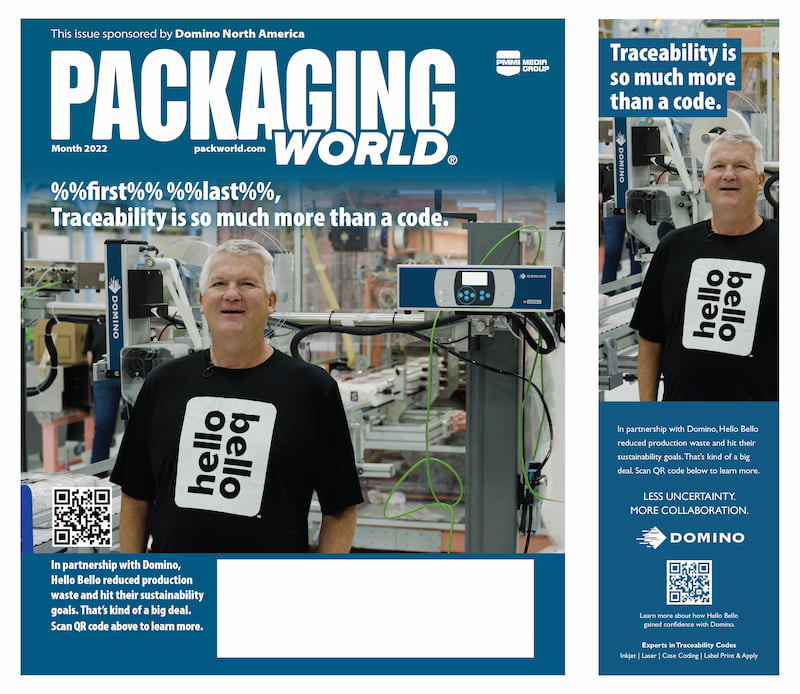 This issue sponsored by Domino North America
PACKAGING
WORLD®
PMMI MEDIA
GROUP
Month 2022
packworld.com
%%first%% %%last%%,
Traceability is so much more than a code.
DOMINO
DOMINO
hello
bello
In partnership with Domino,
Hello Bello reduced production
waste and hit their sustainability
goals. That's kind of a big deal.
Scan QR code above to learn more.
Traceability is
so much more
than a code.
DOMINO
hello
bello
In partnership with Domino, Hello Bello
reduced production waste and hit their
sustainability goals. That's kind of a big
deal. Scan QR code below to learn more.
LESS UNCERTAINTY.
MORE COLLABORATION.
DOMINO
Learn more about how Hello Bello
gained confidence with Domino.
Experts in Traceability Codes
Inkjet | Laser | Case Coding | Label Print & Apply